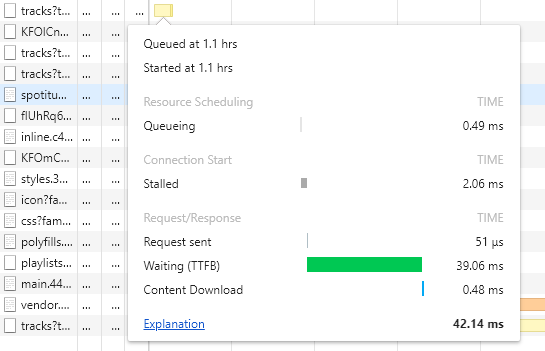 tracks?t... ... ...
KFOlCn... ... ...
tracks?t... ... ...
tracks?t... ... ...
spotitu... ... ...
flUhRq6... ... ...
inline.c4... ... ...
KFOmC... ... ...
styles.3... ... ...
icon?fa... ... ...
css?fam... ... ...
polyfills... ... ...
playlists... ... ...
main.44... ... ...
vendor.... ... ...
tracks?t... ... ...
Queued at 1.1 hrs
Started at 1.1 hrs
Resource Scheduling TIME
Queueing 0.49 ms
Connection Start TIME
Stalled 2.06 ms
Request/Response TIME
Request sent 51 µs
Waiting (TTFB) 39.06 ms
Content Download 0.48 ms
Explanation 42.14 ms